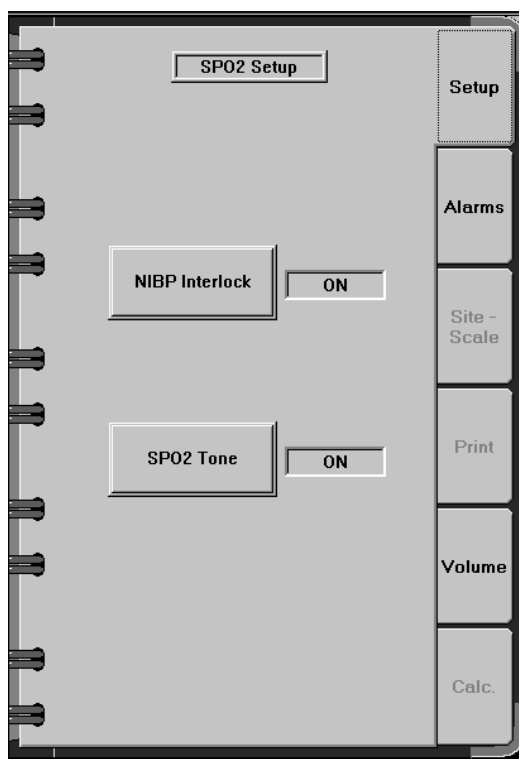 SPO2 Setup
Setup
Alarms
NIBP Interlock
ON
Site -
Scale
Print
SPO2 Tone
ON
Volume
Calc.